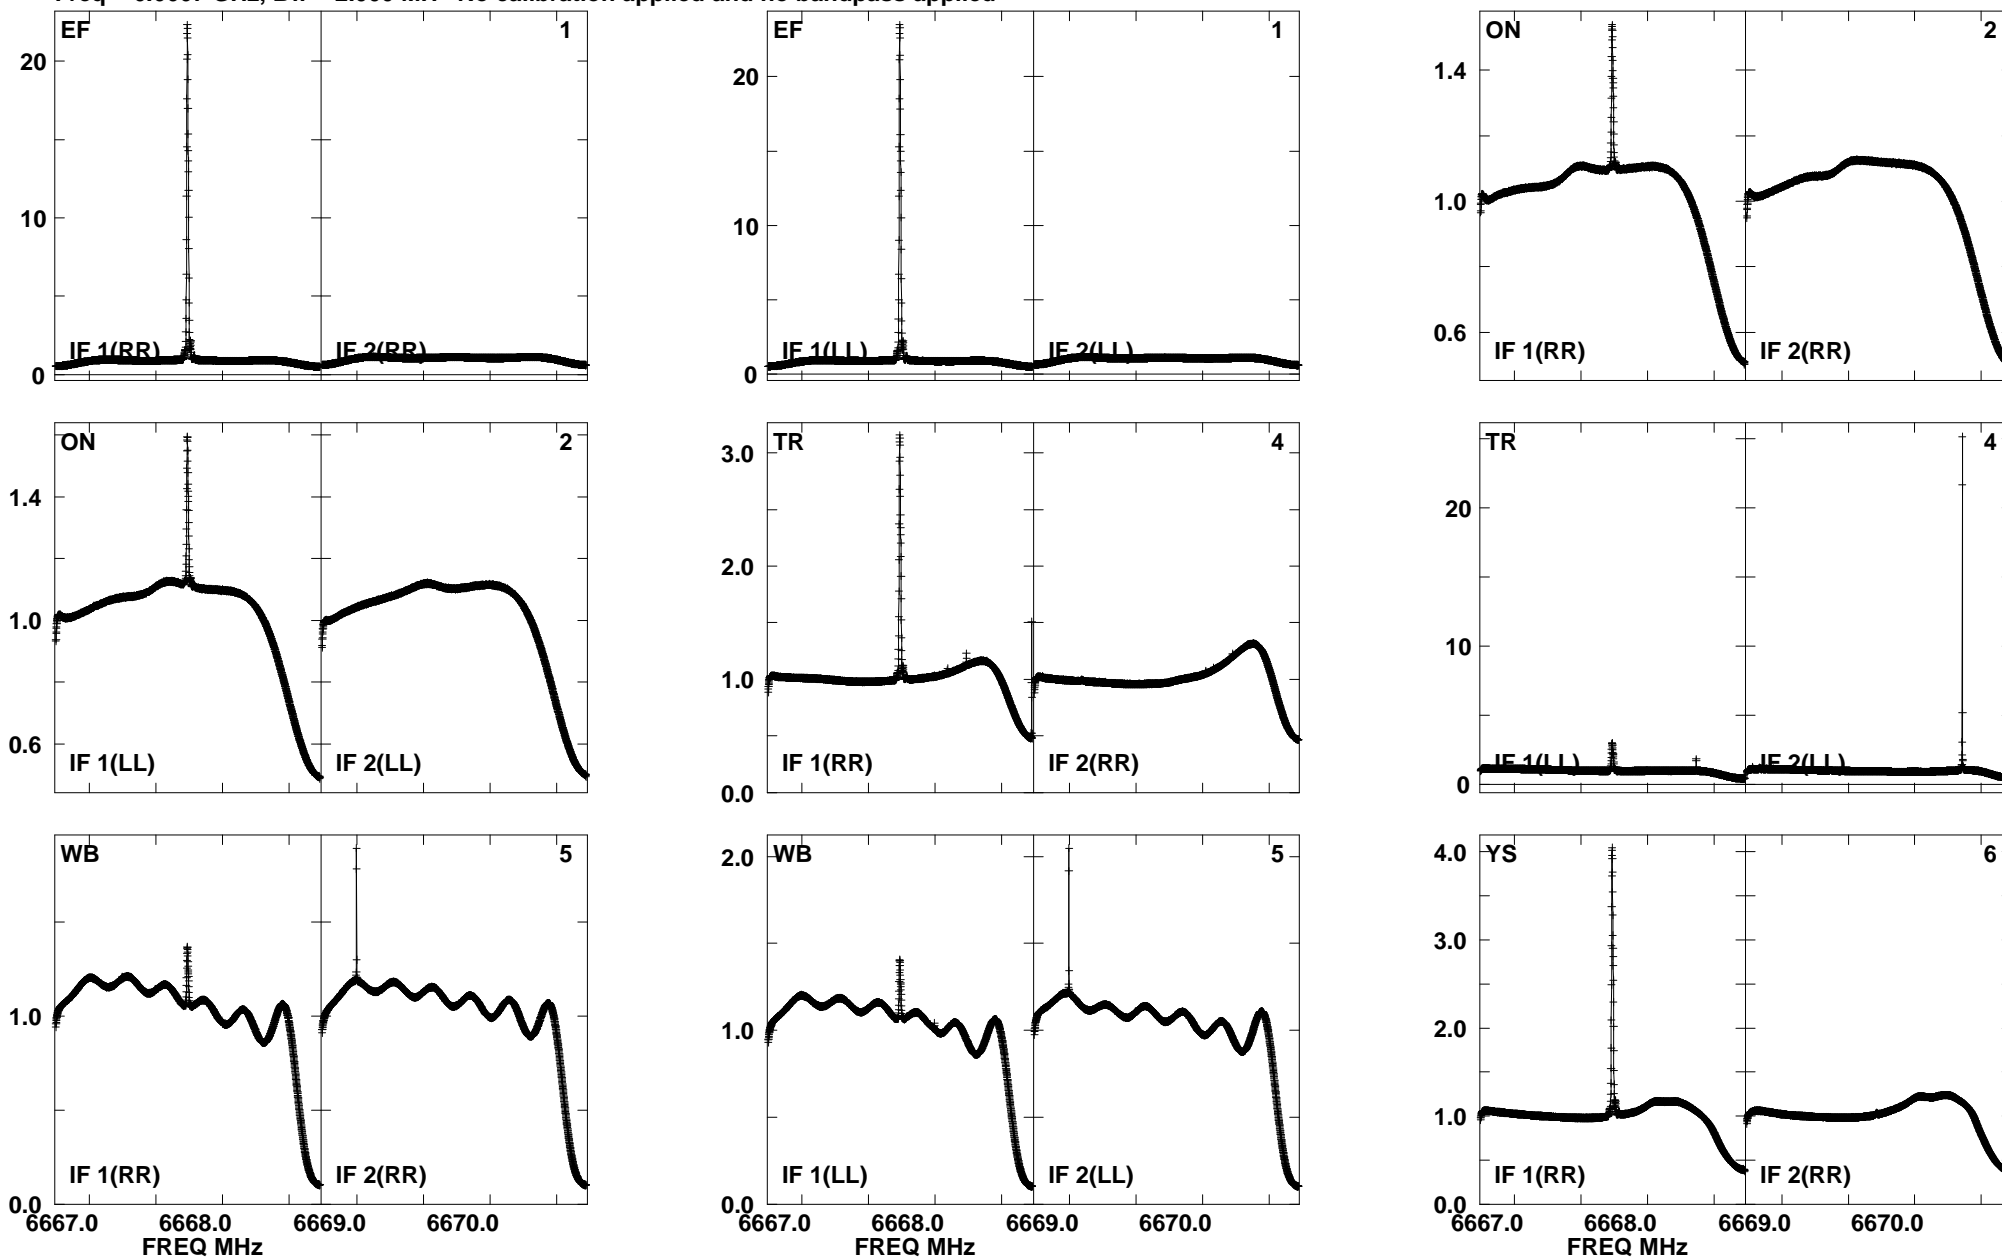 calibration applied and no bandpass applied
EF 1
20
10
0
IF 1(RR) IF 2(RR)
EF 1
20
10
0
IF 1(LL) IF 2(LL)
ON 2
1.4
1.0
0.6
IF 1(RR) IF 2(RR)
ON 2
1.4
1.0
0.6
IF 1(LL) IF 2(LL)
TR 4
3.0
2.0
1.0
0.0
IF 1(RR) IF 2(RR)
TR 4
20
10
0
IF 1(LL) IF 2(LL)
WB 5
1.0
0.0
IF 1(RR) IF 2(RR)
6667.0 6668.0 6669.0 6670.0
FREQ MHz
WB 5
2.0
1.0
0.0
IF 1(LL) IF 2(LL)
6667.0 6668.0 6669.0 6670.0
FREQ MHz
YS 6
4.0
3.0
2.0
1.0
0.0
IF 1(RR) IF 2(RR)
6667.0 6668.0 6669.0 6670.0
FREQ MHz